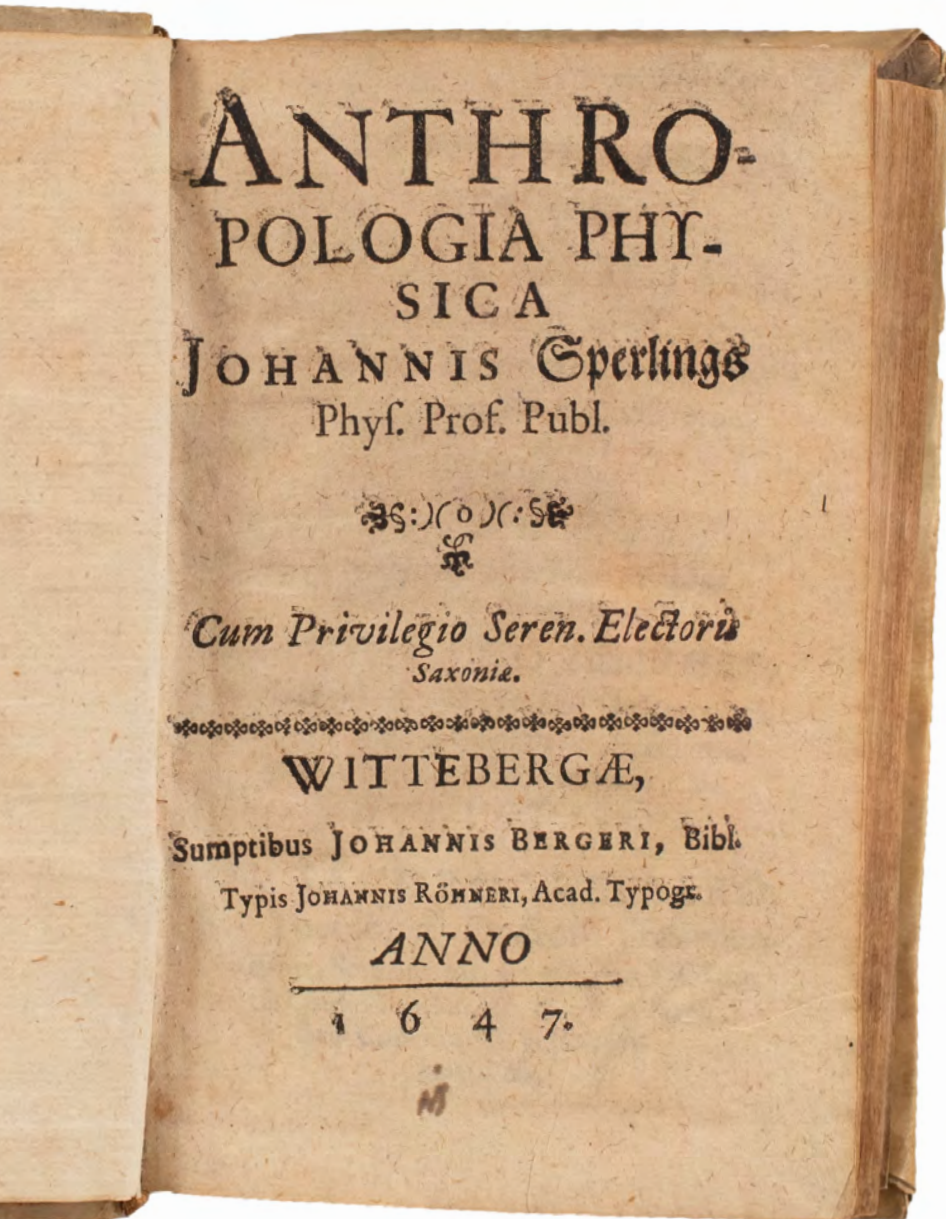 ANTHRO-
POLOGIA PHY-
SICA
JOHANNIS Sperlings
Phyſ. Prof. Publ.
Cum Privilegio Seren. Electoris
Saxoniæ.
WITTEBERGÆ,
Sumptibus JOHANNIS BERGERI, Bibl.
Typis JOHANNIS RÖHNERI, Acad. Typogr.
ANNO
1647.